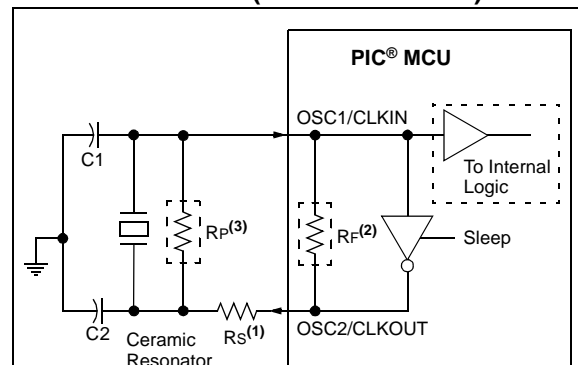 PIC® MCU
OSC1/CLKIN
C1
To Internal
Logic
RP(3)
RF(2)
Sleep
C2
Ceramic
Resonator
RS(1)
OSC2/CLKOUT